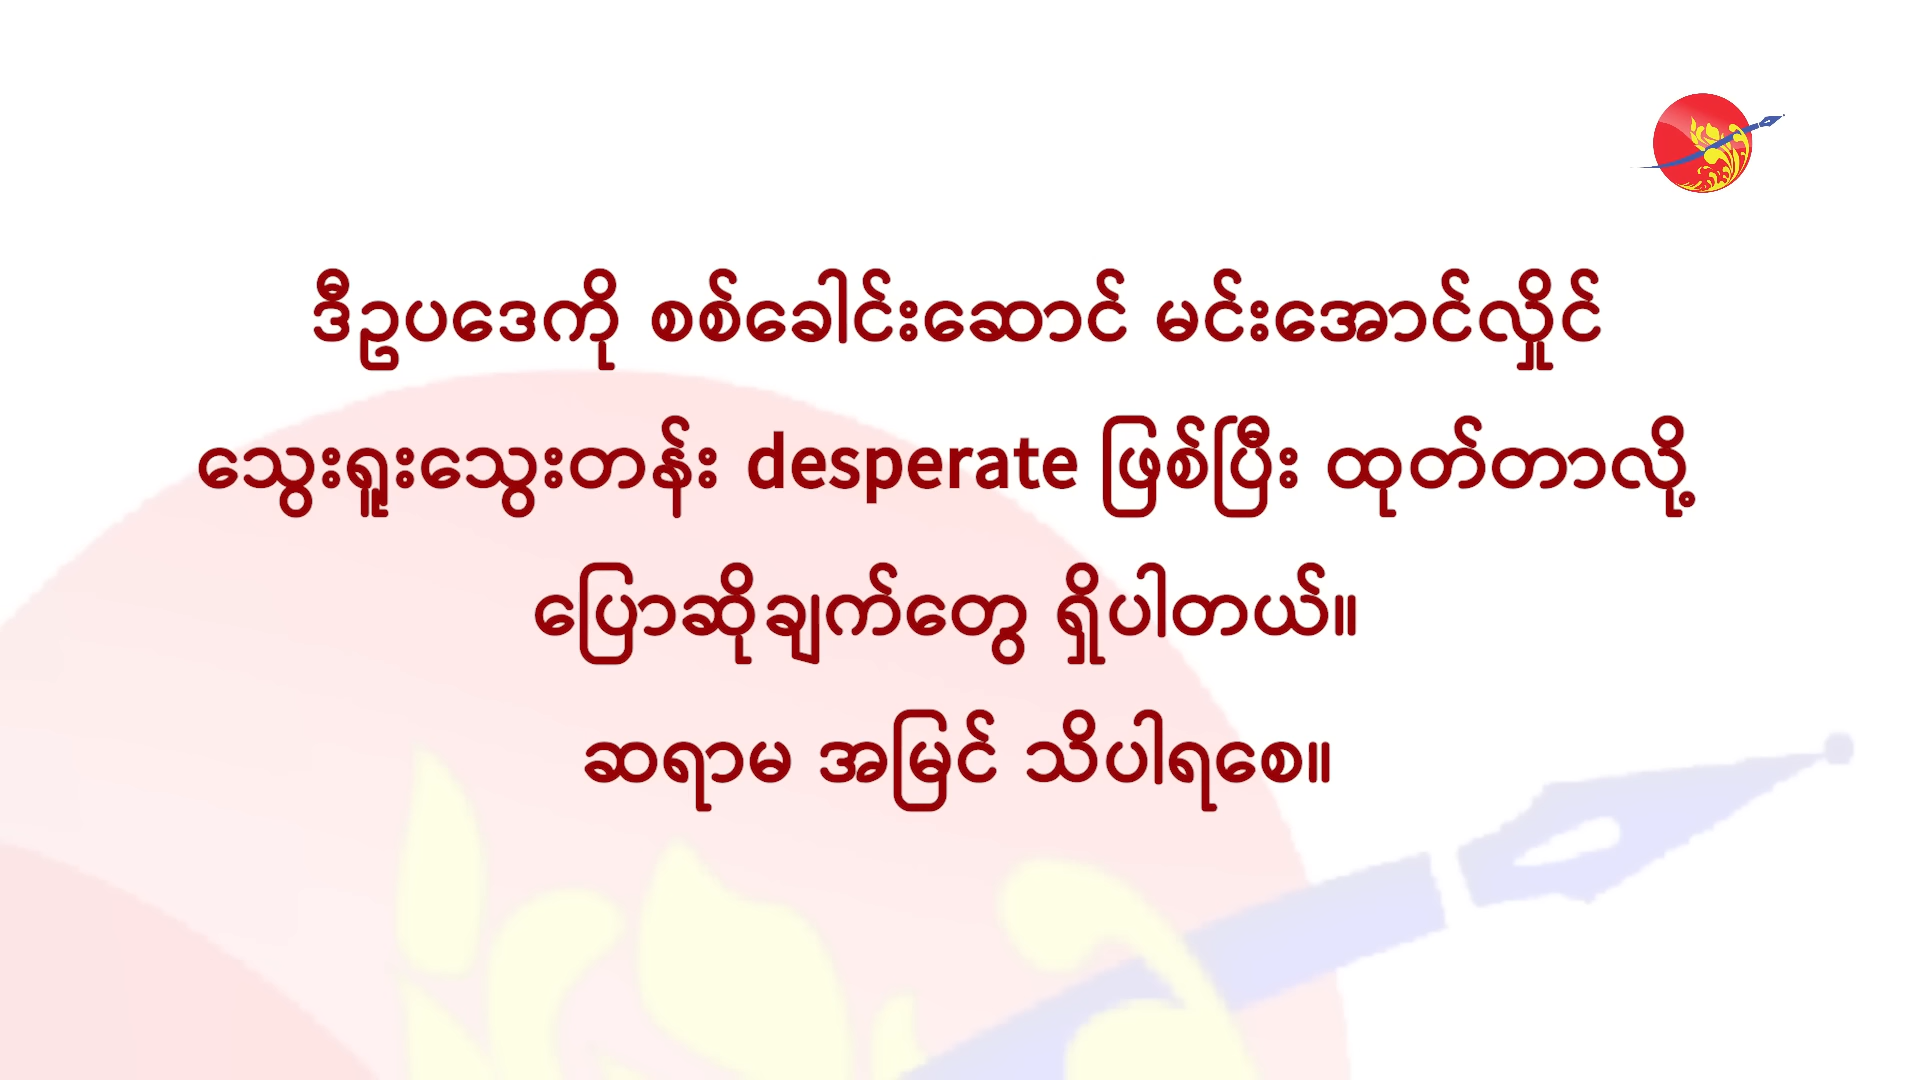 ဒီဥပဒေကို စစ်ခေါင်းဆောင် မင်းအောင်လှိုင်
သွေးရူးသွေးတန်း desperate ဖြစ်ပြီး ထုတ်တာလို့
ပြောဆိုချက်တွေ ရှိပါတယ်။
ဆရာမ အမြင် သိပါရစေ။